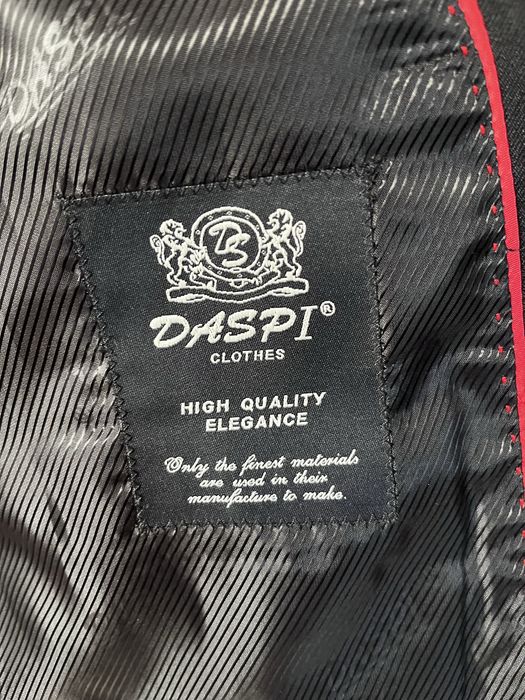 DS
DASPI®
CLOTHES
HIGH QUALITY
ELEGANCE
Only the finest materials
are used in their
manufacture to make.